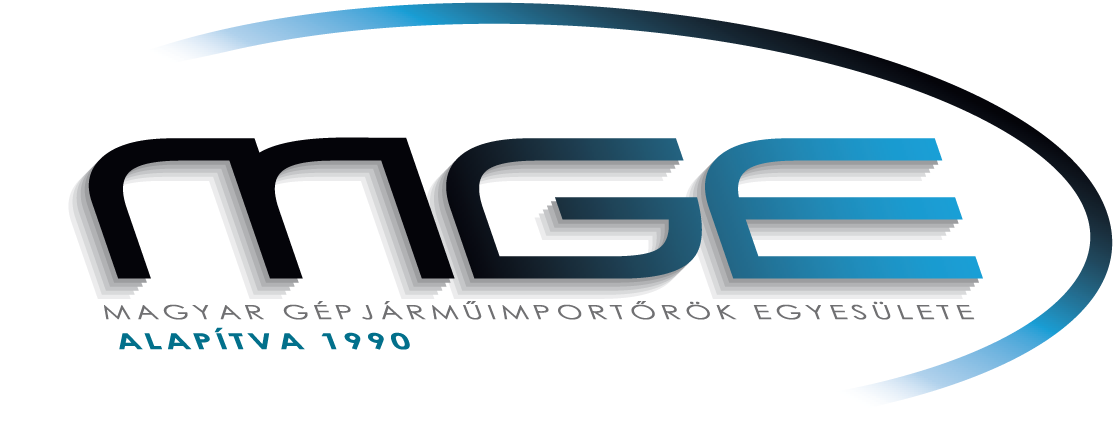 MGE
MAGYAR GÉPJÁRMŰIMPORTŐRÖK EGYESÜLETE
ALAPÍTVA 1990